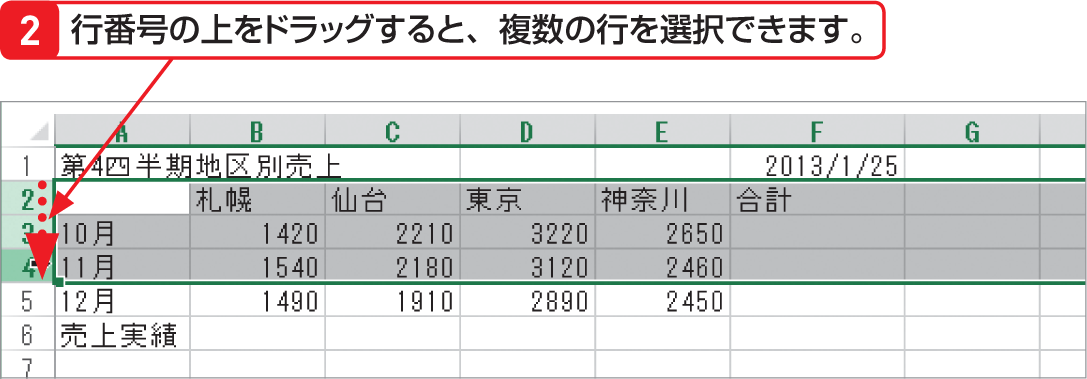 2 行番号の上をドラッグすると、複数の行を選択できます。
A B C D E F G
1 第4四半期地区別売上 2013/1/25
2 札幌 仙台 東京 神奈川 合計
3 10月 1420 2210 3220 2650
4 11月 1540 2180 3120 2460
5 12月 1490 1910 2890 2450
6 売上実績
7